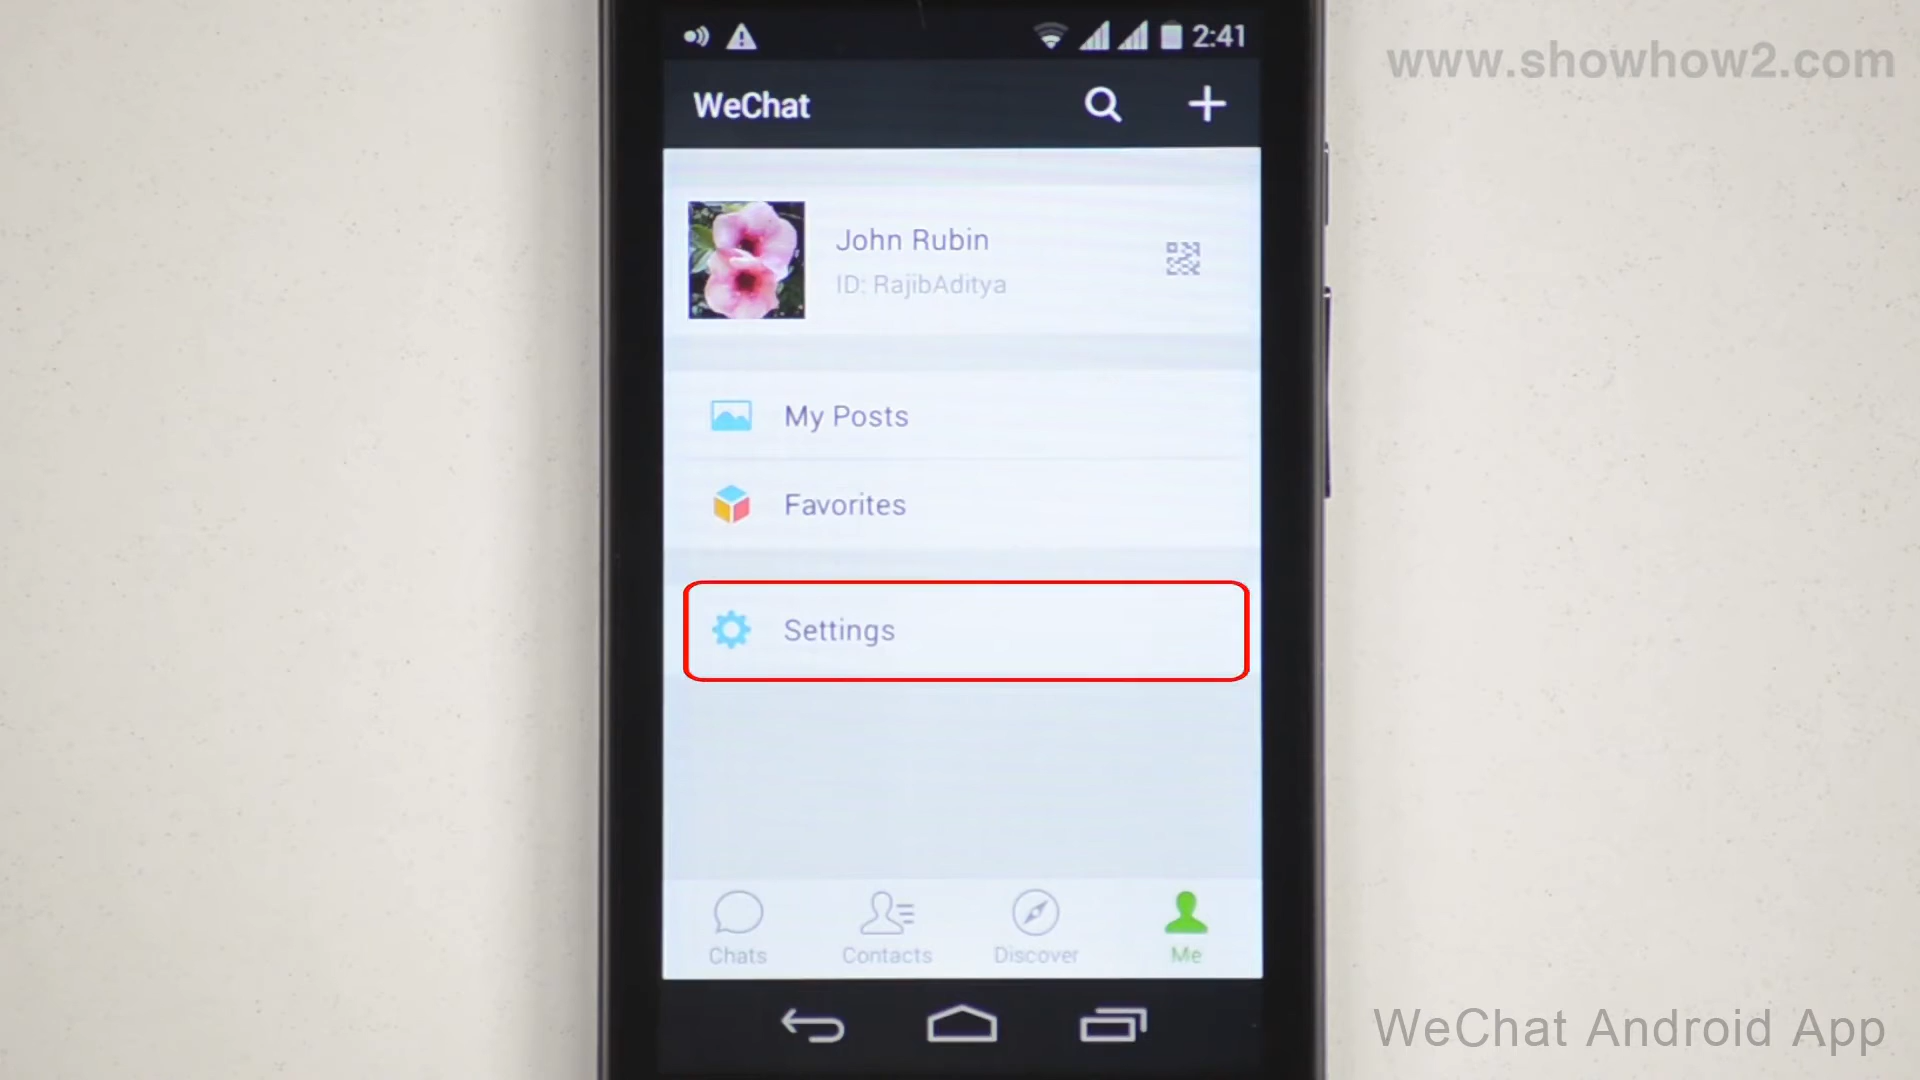 2:41
www.showhow2.com
WeChat
John Rubin
ID: RajibAditya
My Posts
Favorites
Settings
Chats
Contacts
Discover
Me
WeChat Android App